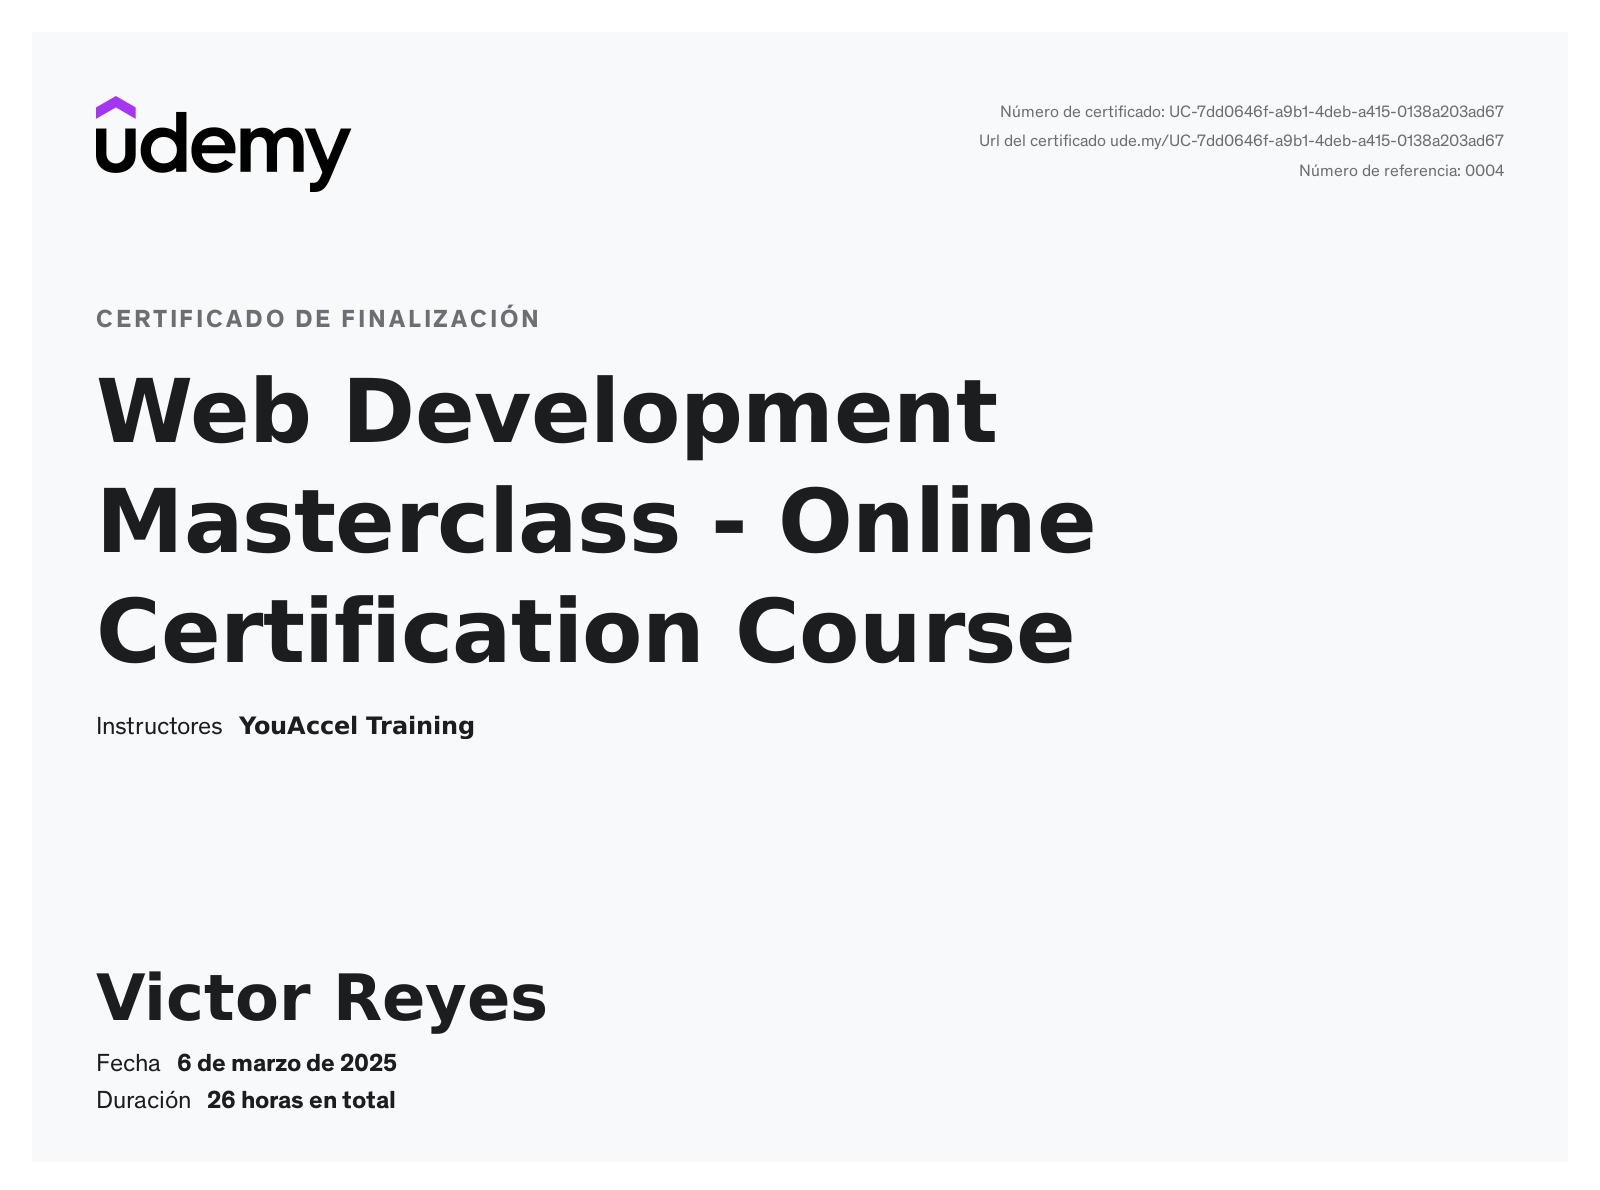 udemy
Número de certificado: UC-7dd0646f-a9b1-4deb-a415-0138a203ad67
Url del certificado ude.my/UC-7dd0646f-a9b1-4deb-a415-0138a203ad67
Número de referencia: 0004
CERTIFICADO DE FINALIZACIÓN
Web Development
Masterclass - Online
Certification Course
Instructores YouAccel Training
Victor Reyes
Fecha 6 de marzo de 2025
Duración 26 horas en total